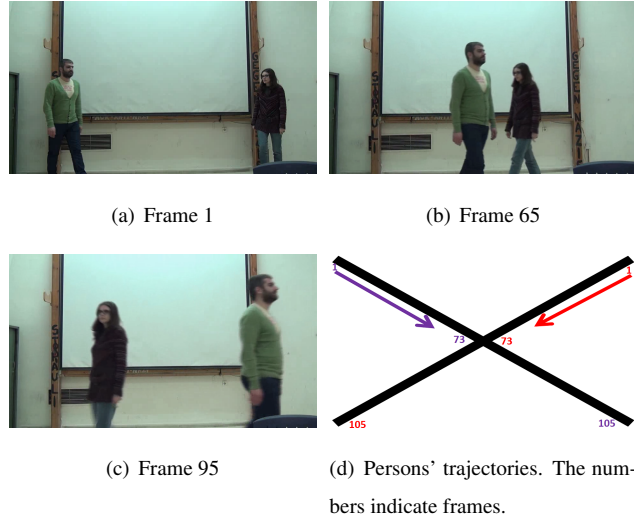 (a) Frame 1
(b) Frame 65
1
1
73
73
105
105
(c) Frame 95
(d) Persons' trajectories. The num-
bers indicate frames.